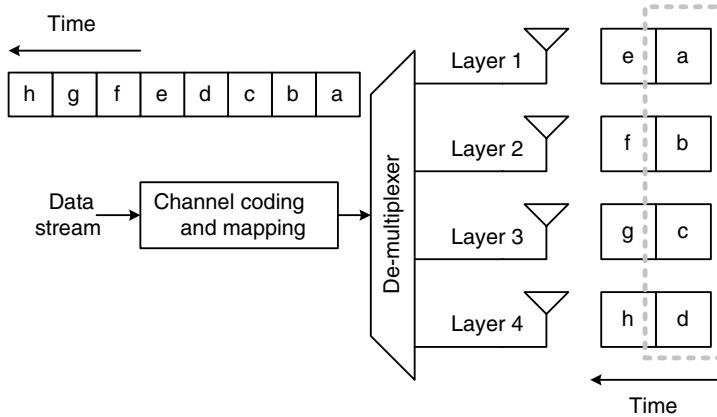 Time
h g f e d c b a
Data
stream
Channel coding
and mapping
De-multiplexer
Layer 1
Layer 2
Layer 3
Layer 4
e a
f b
g c
h d
Time